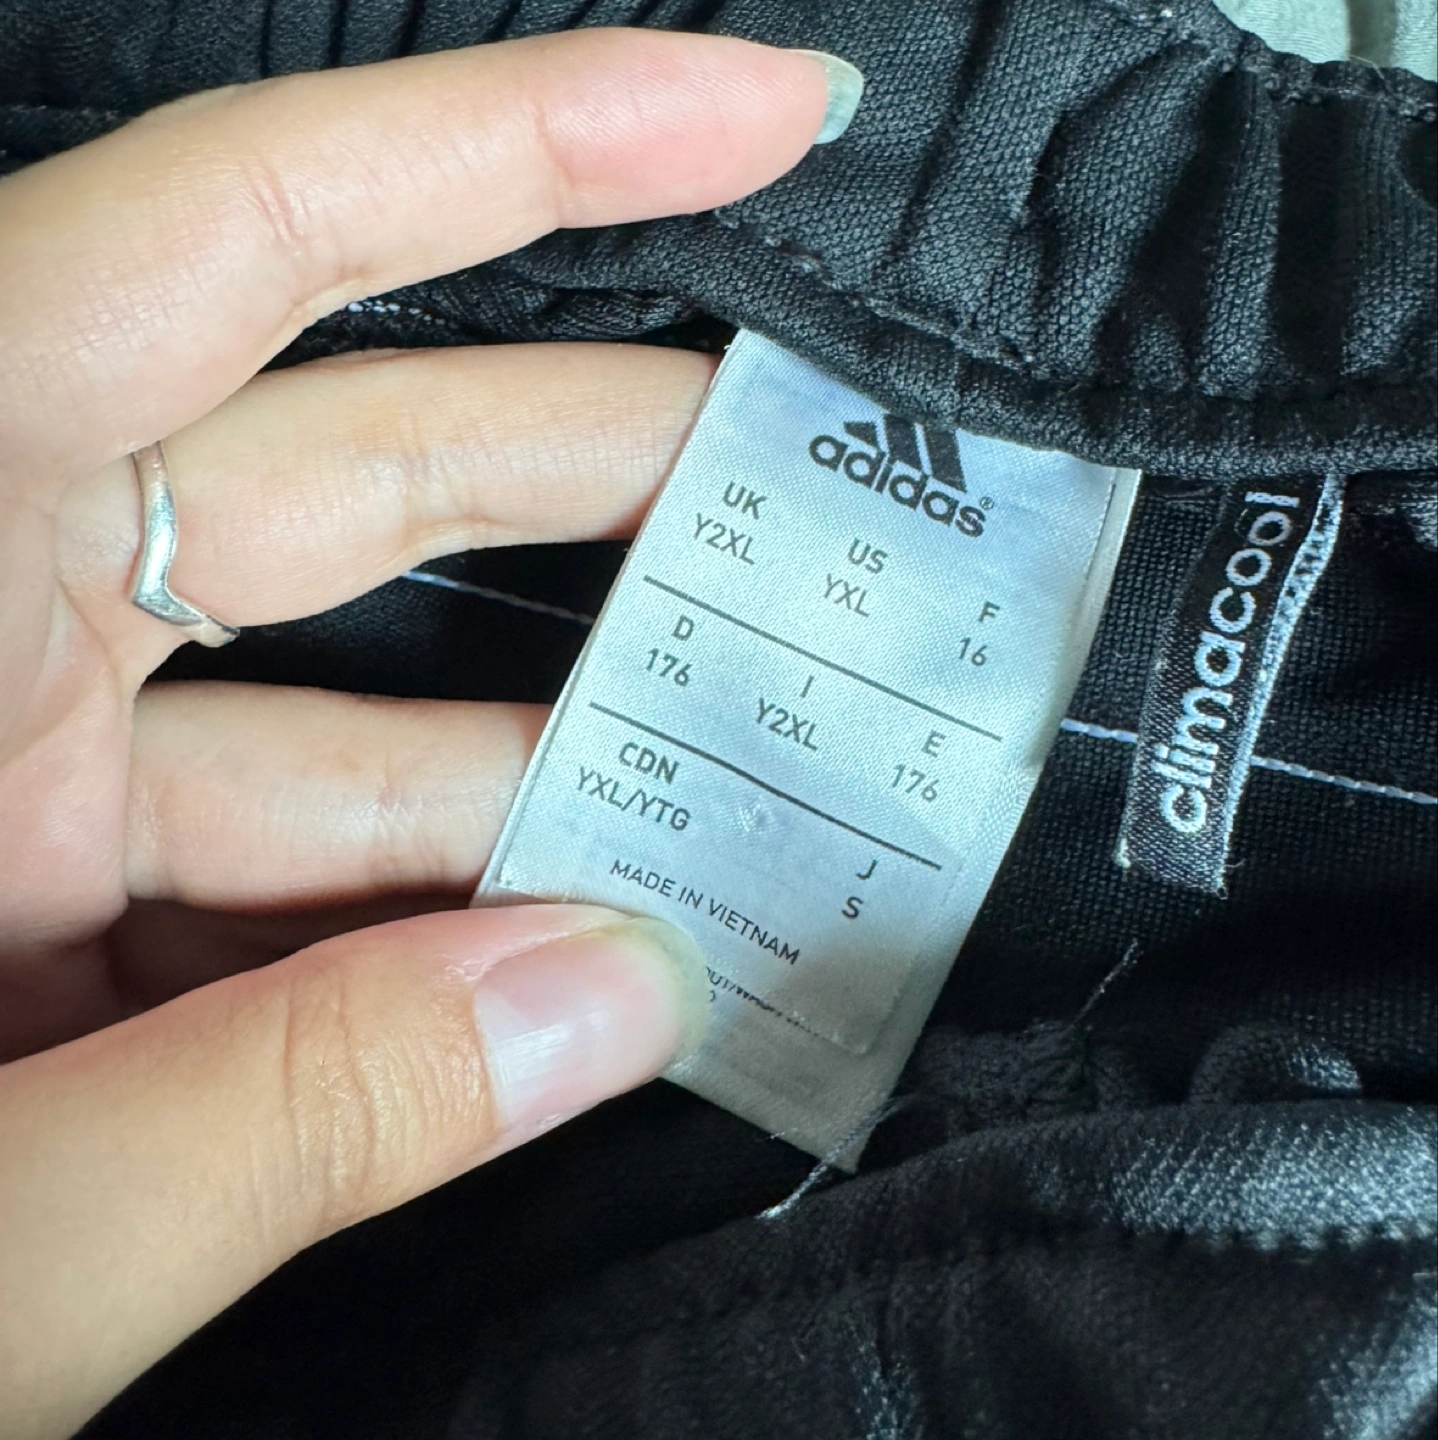 adidas®
UK US F
Y2XL YXL 16
D I E
176 Y2XL 176
CDN J
YXL/YTG S
MADE IN VIETNAM
climacool